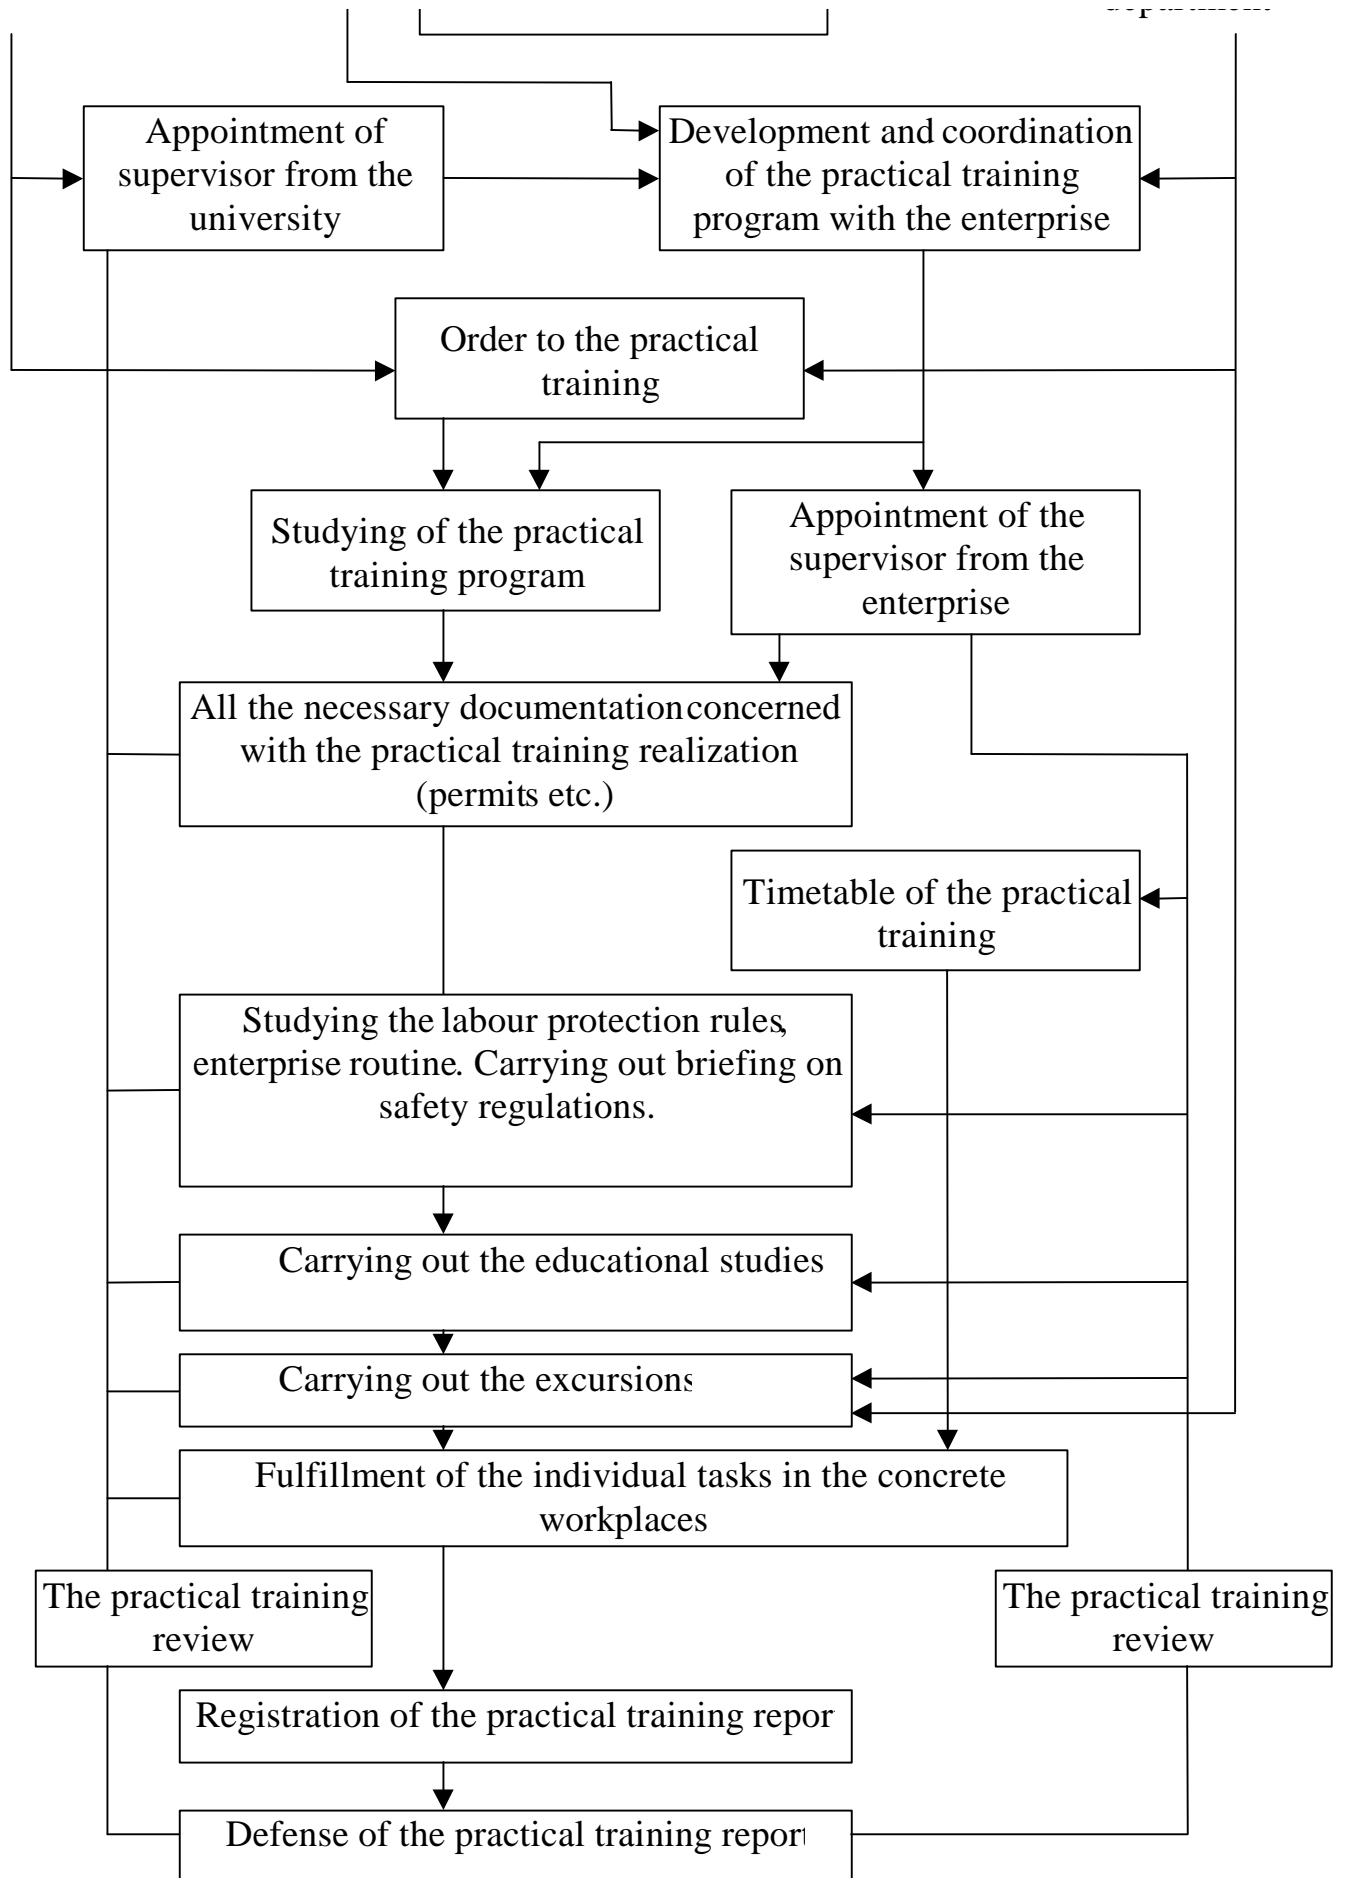 department
Appointment of
supervisor from the
university
Development and coordination
of the practical training
program with the enterprise
Order to the practical
training
Studying of the practical
training program
Appointment of the
supervisor from the
enterprise
All the necessary documentation concerned
with the practical training realization
(permits etc.)
Timetable of the practical
training
Studying the labour protection rules,
enterprise routine. Carrying out briefing on
safety regulations.
Carrying out the educational studies
Carrying out the excursions
Fulfillment of the individual tasks in the concrete
workplaces
The practical training
review
The practical training
review
Registration of the practical training repor
Defense of the practical training report